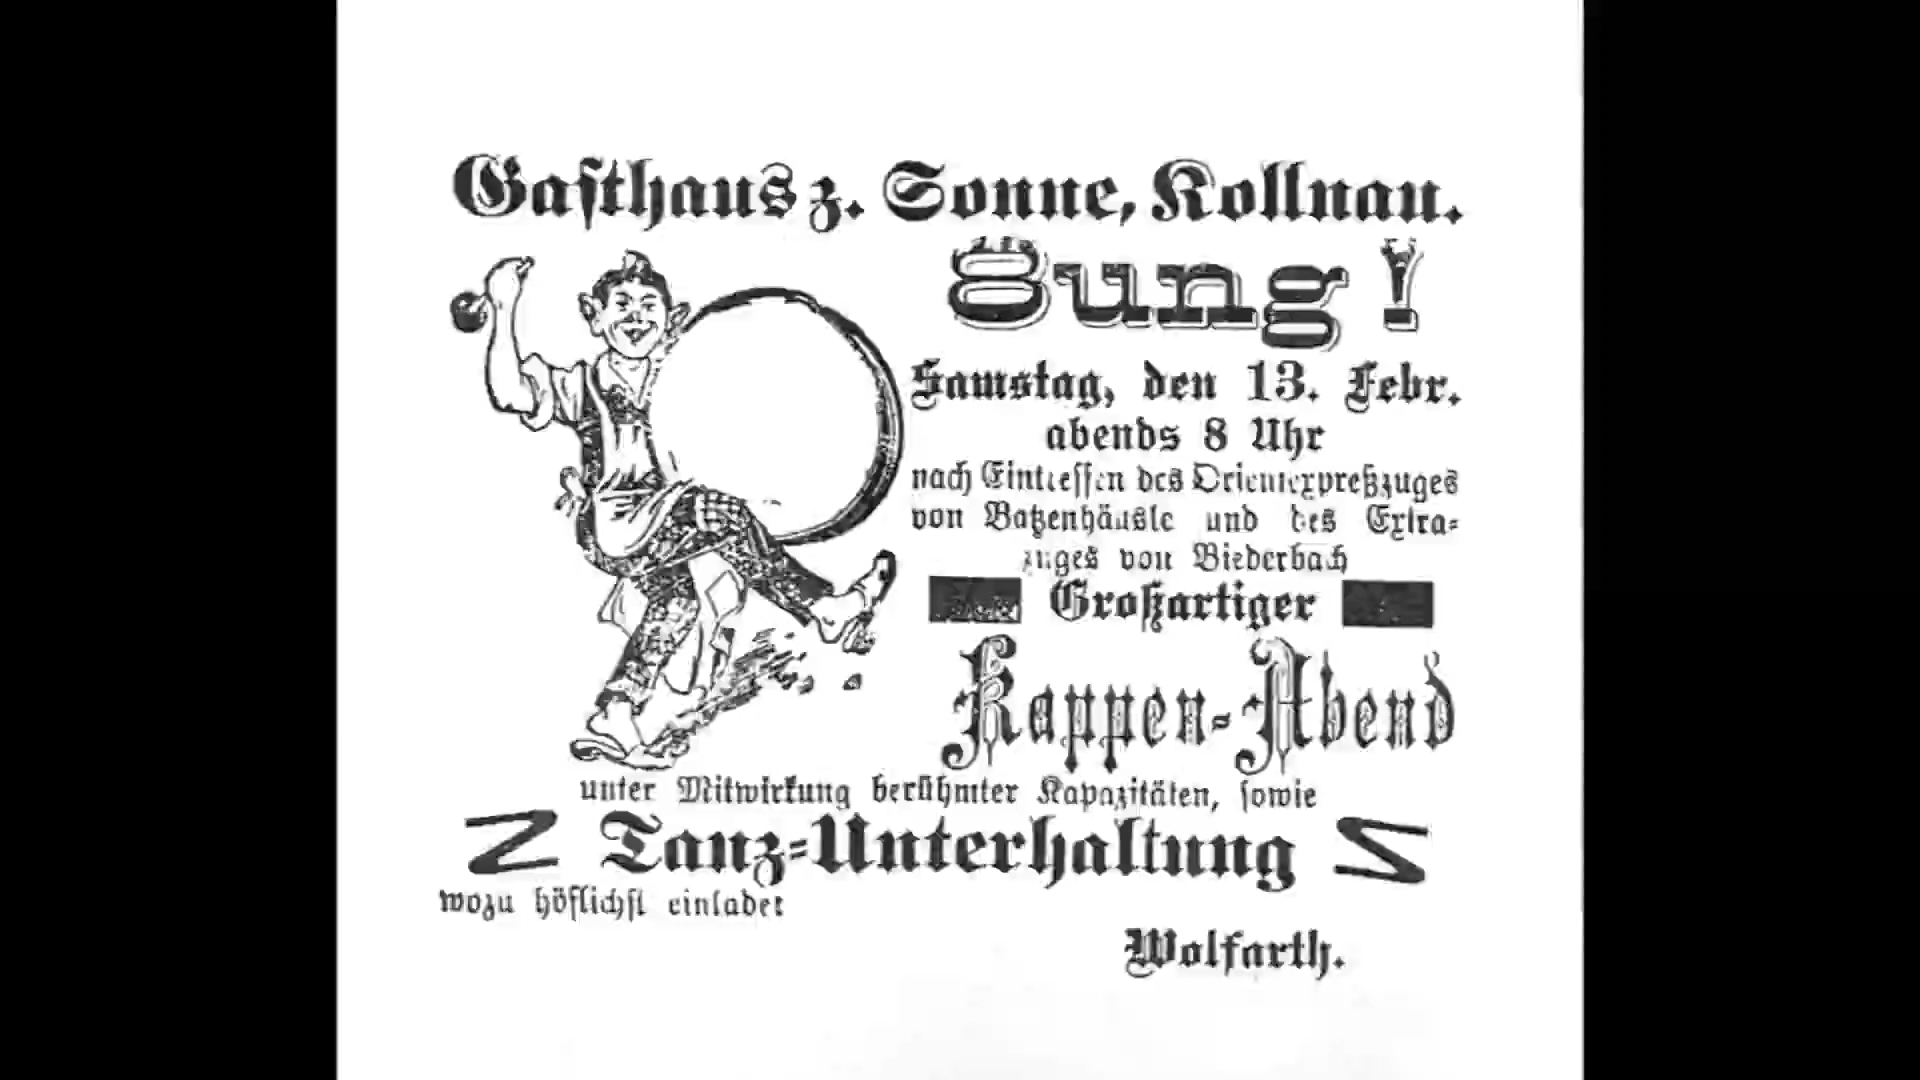 Gasthaus z. Sonne, Kollnau.
8ung!
Samstag, den 13. Febr.
abends 8 Uhr
nach Eintreffen des Orientexpreßzuges
von Batzenhäusle und des Extra-
zuges von Biederbach
Großartiger
Kappen-Abend
unter Mitwirkung berühmter Kapazitäten, sowie
Tanz-Unterhaltung
wozu höflichst einladet
Wolfarth.